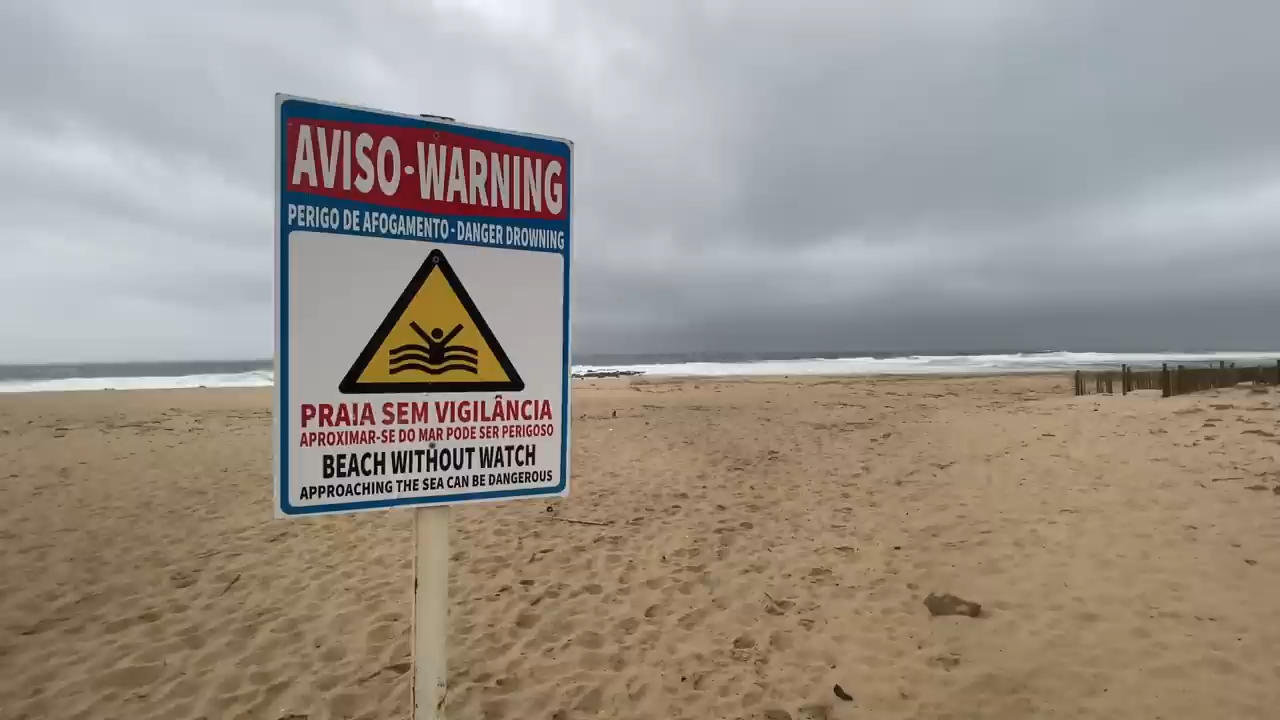 AVISO-WARNING
PERIGO DE AFOGAMENTO - DANGER DROWNING
PRAIA SEM VIGILÂNCIA
APROXIMAR-SE DO MAR PODE SER PERIGOSO
BEACH WITHOUT WATCH
APPROACHING THE SEA CAN BE DANGEROUS